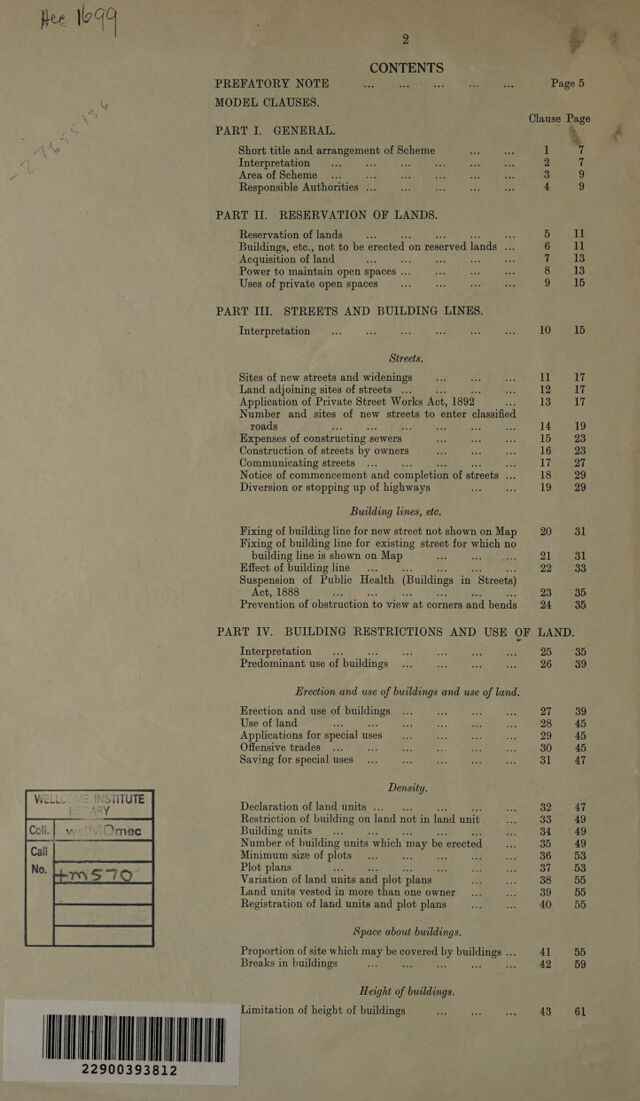 Acc 1699
2
CONTENTS
PREFATORY NOTE ... ... ... ... ... Page 5
MODEL CLAUSES.
Clause Page
PART I. GENERAL.
Short title and arrangement of Scheme ... ... 1 7
Interpretation ... ... ... ... ... ... 2 7
Area of Scheme ... ... ... ... ... ... 3 9
Responsible Authorities ... ... ... ... ... 4 9
PART II. RESERVATION OF LANDS.
Reservation of lands ... ... ... ... ... 5 11
Buildings, etc., not to be erected on reserved lands ... 6 11
Acquisition of land ... ... ... ... ... 7 13
Power to maintain open spaces ... ... ... ... 8 13
Uses of private open spaces ... ... ... ... 9 15
PART III. STREETS AND BUILDING LINES.
Interpretation ... ... ... ... ... ... 10 15
Streets.
Sites of new streets and widenings ... ... ... 11 17
Land adjoining sites of streets ... ... ... ... 12 17
Application of Private Street Works Act, 1892 ... 13 17
Number and sites of new streets to enter classified
roads ... ... ... ... ... ... 14 19
Expenses of constructing sewers ... ... ... 15 23
Construction of streets by owners ... ... ... 16 23
Communicating streets ... ... ... ... ... 17 27
Notice of commencement and completion of streets ... 18 29
Diversion or stopping up of highways ... ... 19 29
Building lines, etc.
Fixing of building line for new street not shown on Map 20 31
Fixing of building line for existing street for which no
building line is shown on Map ... ... ... 21 31
Effect of building line ... ... ... ... ... 22 33
Suspension of Public Health (Buildings in Streets)
Act, 1888 ... ... ... ... ... ... 23 35
Prevention of obstruction to view at corners and bends 24 35
PART IV. BUILDING RESTRICTIONS AND USE OF LAND.
Interpretation ... ... ... ... ... ... 25 35
Predominant use of buildings ... ... ... ... 26 39
Erection and use of buildings and use of land.
Erection and use of buildings ... ... ... ... 27 39
Use of land ... ... ... ... ... ... 28 45
Applications for special uses ... ... ... ... 29 45
Offensive trades ... ... ... ... ... ... 30 45
Saving for special uses ... ... ... ... ... 31 47
Density.
Declaration of land units ... ... ... ... ... 32 47
Restriction of building on land not in land unit ... 33 49
Building units ... ... ... ... ... ... 34 49
Number of building units which may be erected ... 35 49
Minimum size of plots ... ... ... ... ... 36 53
Plot plans ... ... ... ... ... ... 37 53
Variation of land units and plot plans ... ... 38 55
Land units vested in more than one owner ... ... 39 55
Registration of land units and plot plans ... ... 40 55
Space about buildings.
Proportion of site which may be covered by buildings ... 41 55
Breaks in buildings ... ... ... ... ... 42 59
Height of buildings.
Limitation of height of buildings ... ... ... 43 61
INSTITUTE
Coll. Omec
Call
No. +m570
22900393812